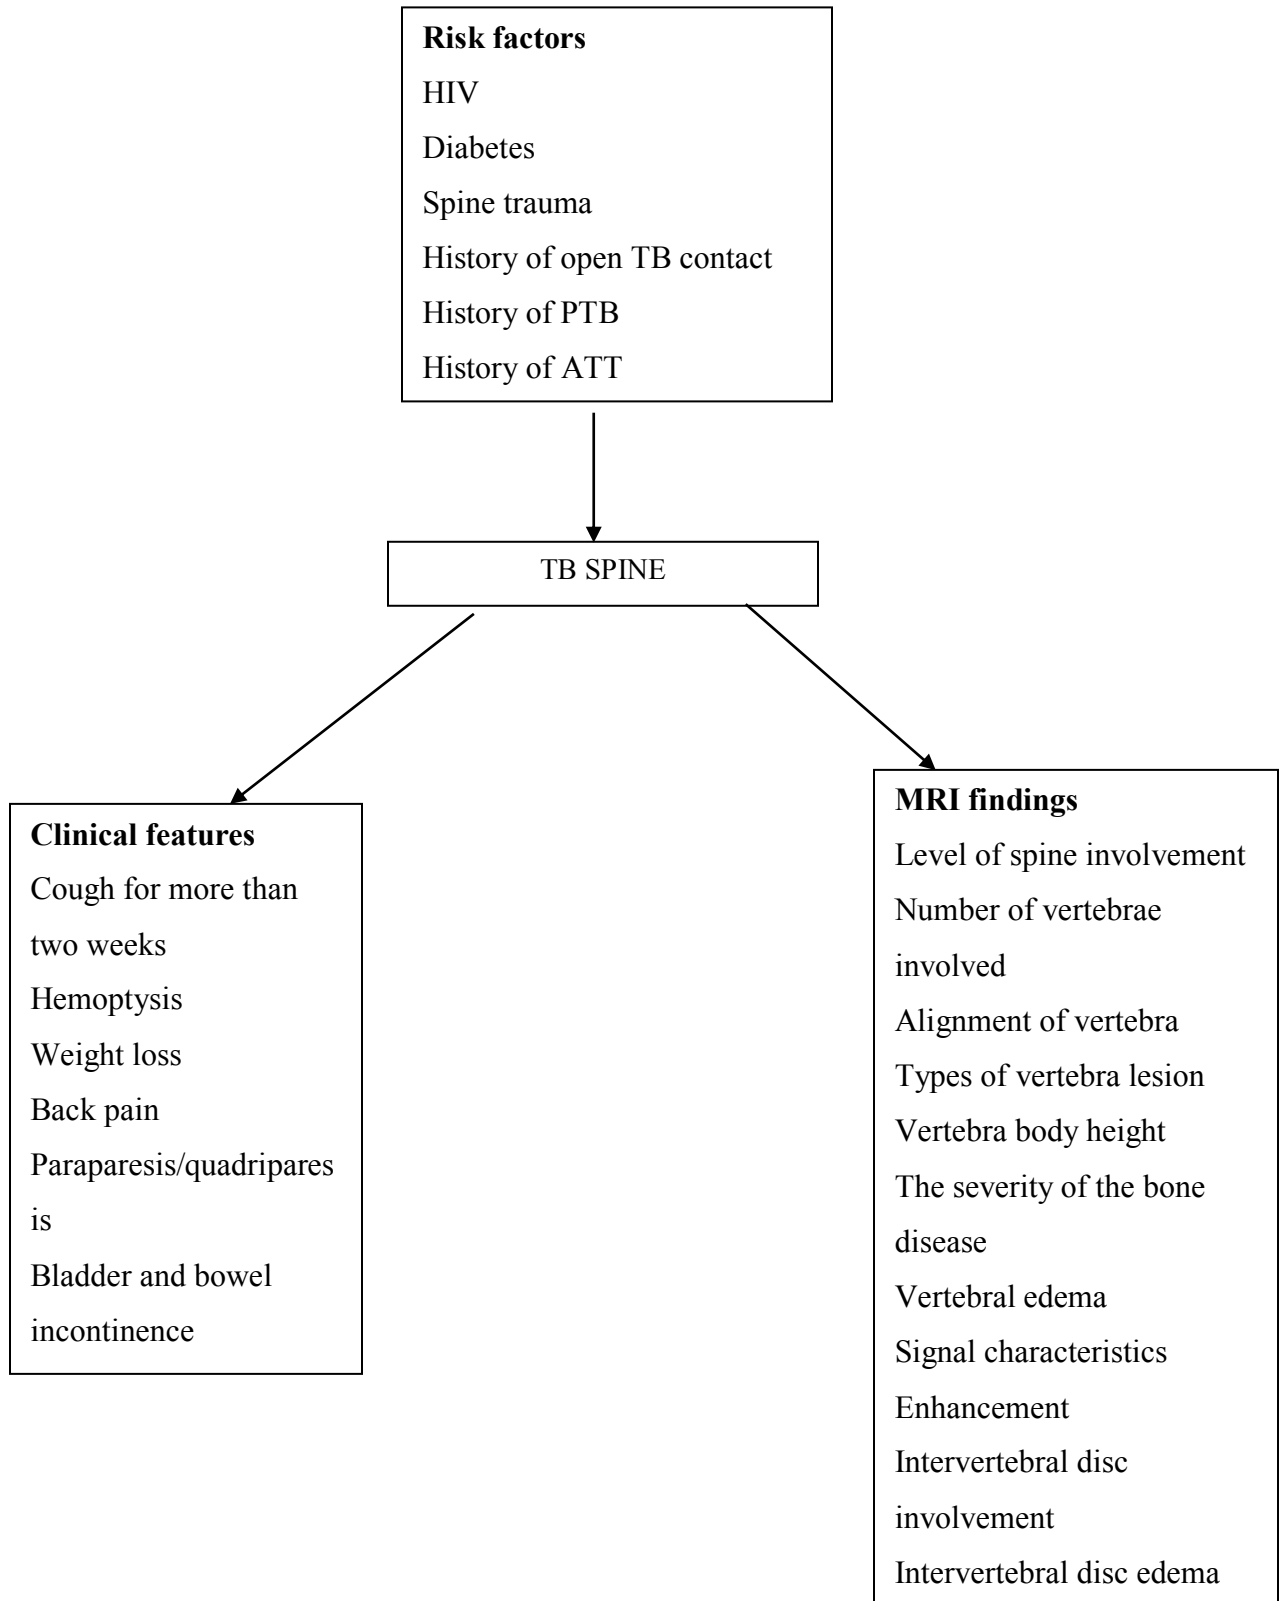 Risk factors
HIV
Diabetes
Spine trauma
History of open TB contact
History of PTB
History of ATT
TB SPINE
Clinical features
Cough for more than
two weeks
Hemoptysis
Weight loss
Back pain
Paraparesis/quadripares
is
Bladder and bowel
incontinence
MRI findings
Level of spine involvement
Number of vertebrae
involved
Alignment of vertebra
Types of vertebra lesion
Vertebra body height
The severity of the bone
disease
Vertebral edema
Signal characteristics
Enhancement
Intervertebral disc
involvement
Intervertebral disc edema